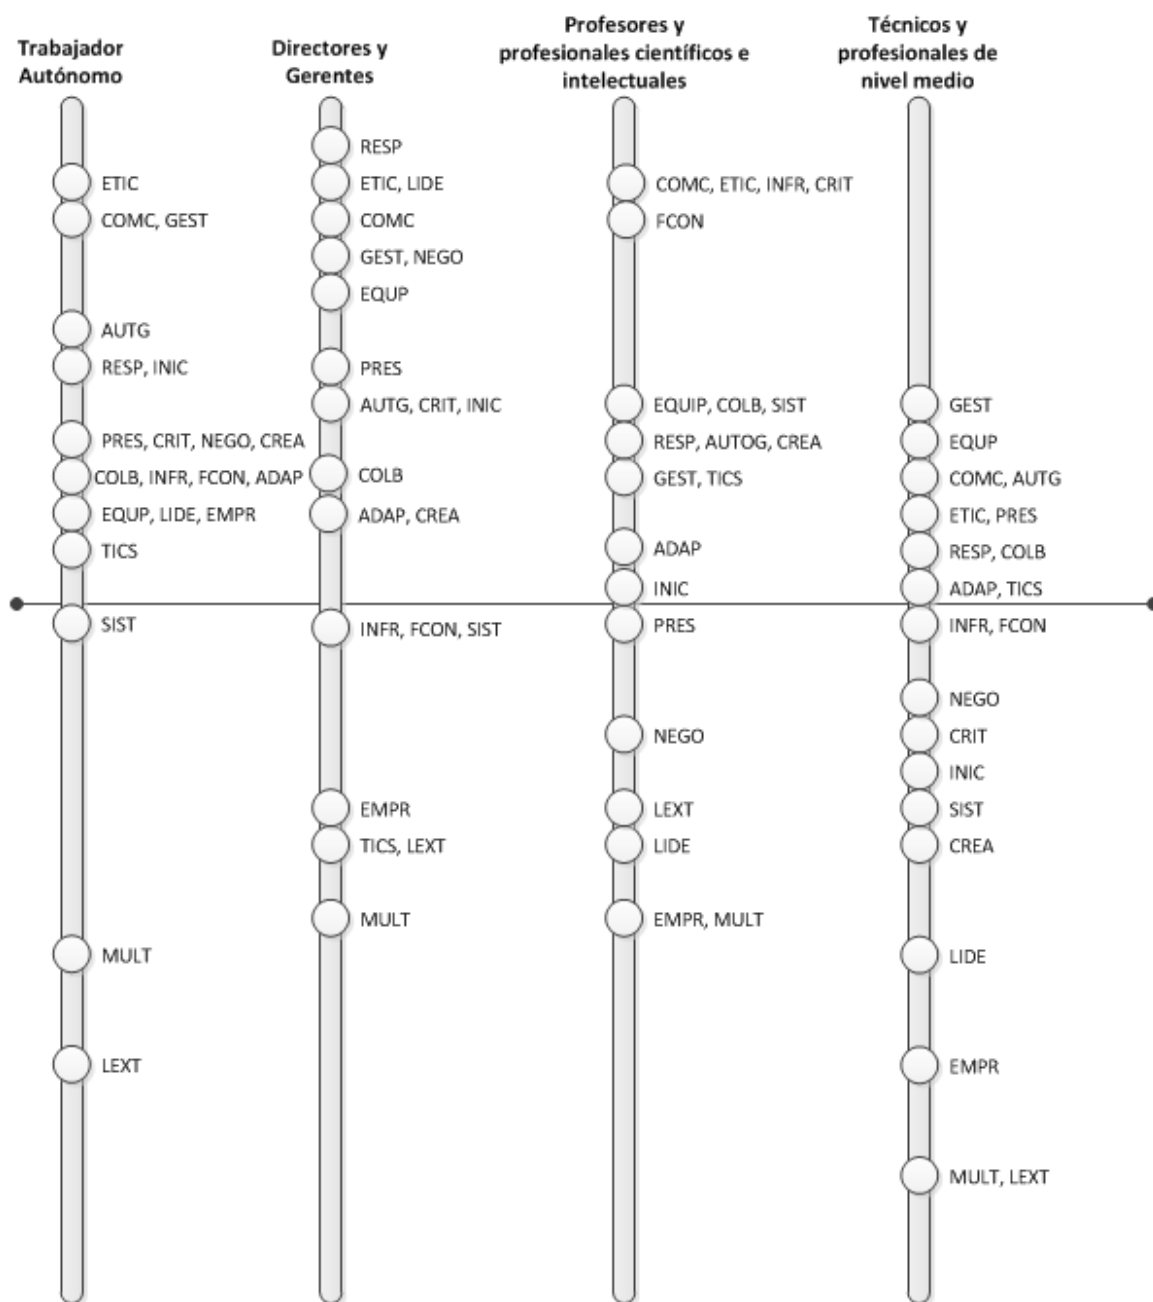 Trabajador
Autónomo
ETIC
COMC, GEST
AUTG
RESP, INIC
PRES, CRIT, NEGO, CREA
COLB, INFR, FCON, ADAP
EQUP, LIDE, EMPR
TICS
SIST
MULT
LEXT
Directores y
Gerentes
RESP
ETIC, LIDE
COMC
GEST, NEGO
EQUP
PRES
AUTG, CRIT, INIC
COLB
ADAP, CREA
INFR, FCON, SIST
EMPR
TICS, LEXT
MULT
Profesores y
profesionales científicos e
intelectuales
COMC, ETIC, INFR, CRIT
FCON
EQUIP, COLB, SIST
RESP, AUTOG, CREA
GEST, TICS
ADAP
INIC
PRES
NEGO
LEXT
LIDE
EMPR, MULT
Técnicos y
profesionales de
nivel medio
GEST
EQUP
COMC, AUTG
ETIC, PRES
RESP, COLB
ADAP, TICS
INFR, FCON
NEGO
CRIT
INIC
SIST
CREA
LIDE
EMPR
MULT, LEXT